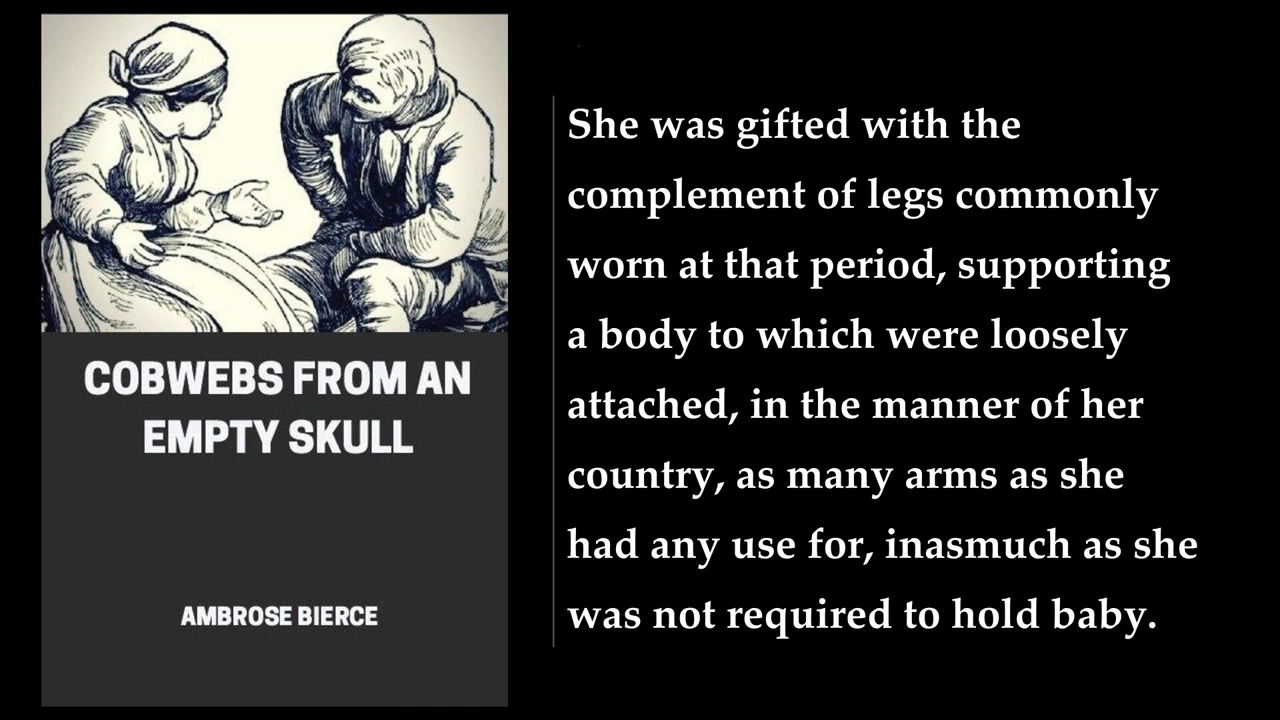 COBWEBS FROM AN
EMPTY SKULL
AMBROSE BIERCE
She was gifted with the
complement of legs commonly
worn at that period, supporting
a body to which were loosely
attached, in the manner of her
country, as many arms as she
had any use for, inasmuch as she
was not required to hold baby.